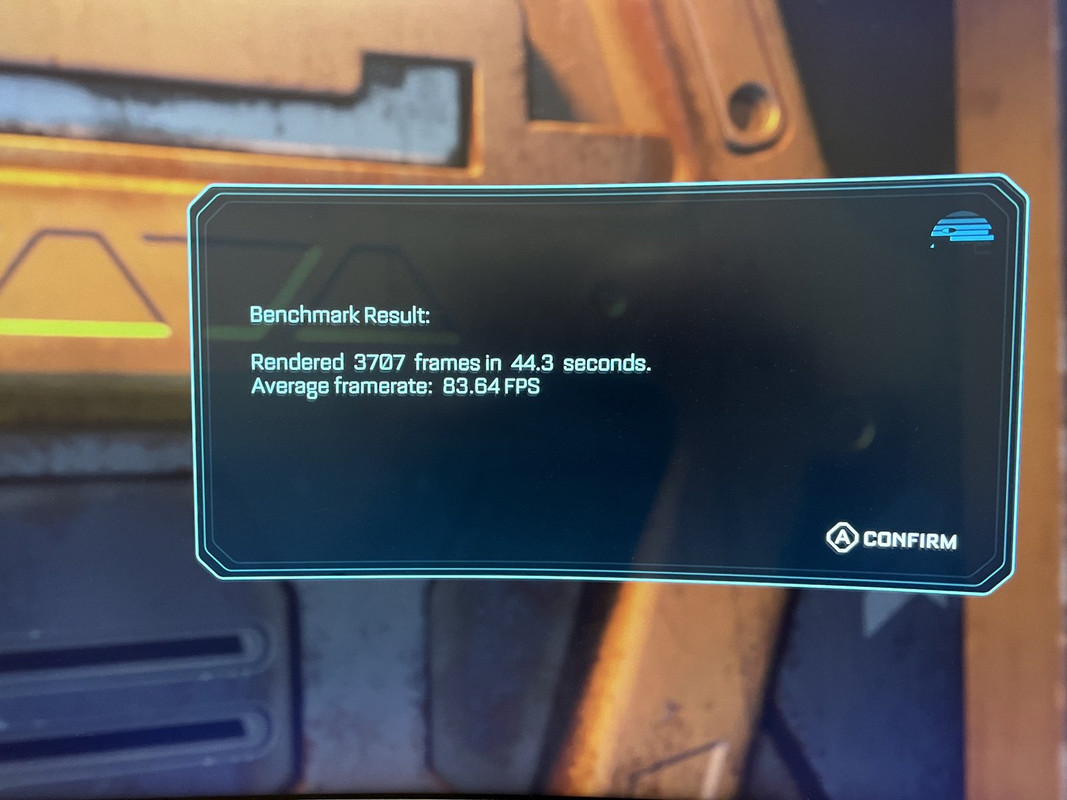 Benchmark Result:
Rendered 3707 frames in 44.3 seconds.
Average framerate: 83.64 FPS
A CONFIRM